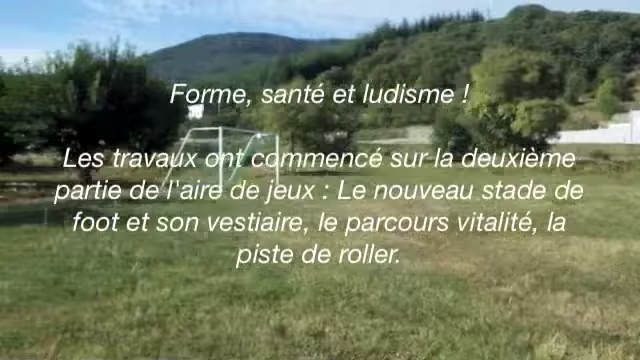 Forme, santé et ludisme !
Les travaux ont commencé sur la deuxième
partie de l'aire de jeux : Le nouveau stade de
foot et son vestiaire, le parcours vitalité, la
piste de roller.